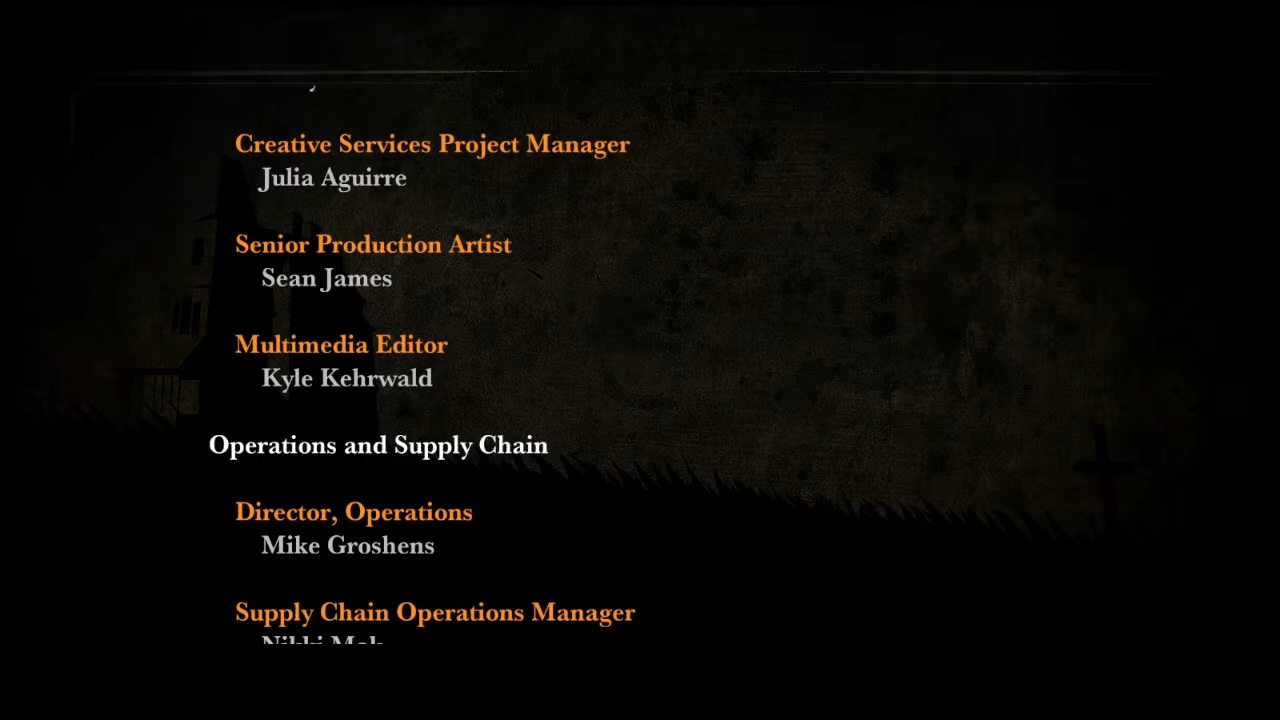 Creative Services Project Manager
Julia Aguirre
Senior Production Artist
Sean James
Multimedia Editor
Kyle Kehrwald
Operations and Supply Chain
Director, Operations
Mike Groshens
Supply Chain Operations Manager
Nikki